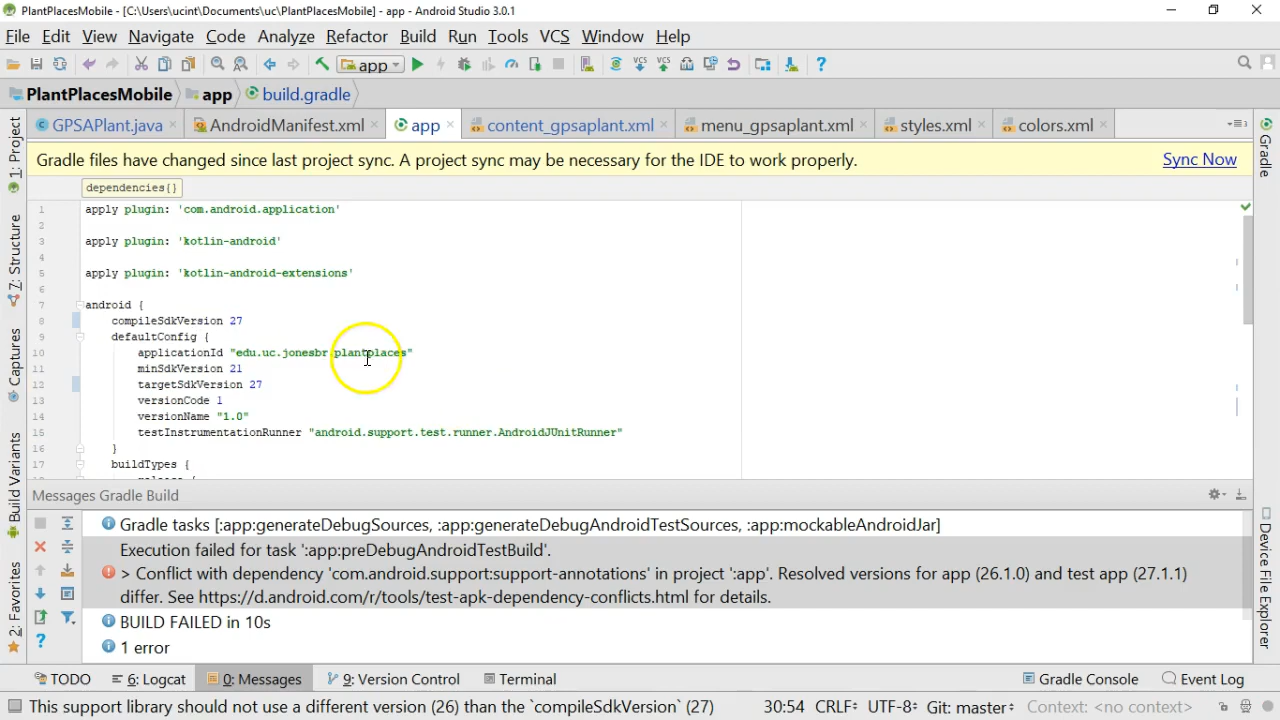 PlantPlacesMobile - [C:\Users\ucint\Documents\uc\PlantPlacesMobile] - app - Android Studio 3.0.1
File Edit View Navigate Code Analyze Refactor Build Run Tools VCS Window Help
app VCS VCS ?
PlantPlacesMobile app build.gradle
GPSAPlant.java AndroidManifest.xml app content_gpsaplant.xml menu_gpsaplant.xml styles.xml colors.xml
Gradle files have changed since last project sync. A project sync may be necessary for the IDE to work properly. Sync Now
dependencies{}
1 apply plugin: 'com.android.application'
2
3 apply plugin: 'kotlin-android'
4
5 apply plugin: 'kotlin-android-extensions'
6
7 android {
8 compileSdkVersion 27
9 defaultConfig {
10 applicationId "edu.uc.jonesbr.plantplaces"
11 minSdkVersion 21
12 targetSdkVersion 27
13 versionCode 1
14 versionName "1.0"
15 testInstrumentationRunner "android.support.test.runner.AndroidJUnitRunner"
16 }
17 buildTypes {
Messages Gradle Build
Gradle tasks [:app:generateDebugSources, :app:generateDebugAndroidTestSources, :app:mockableAndroidJar]
Execution failed for task ':app:preDebugAndroidTestBuild'.
> Conflict with dependency 'com.android.support:support-annotations' in project ':app'. Resolved versions for app (26.1.0) and test app (27.1.1)
differ. See https://d.android.com/r/tools/test-apk-dependency-conflicts.html for details.
BUILD FAILED in 10s
1 error
TODO 6: Logcat 0: Messages 9: Version Control Terminal Gradle Console Event Log
This support library should not use a different version (26) than the `compileSdkVersion` (27) 30:54 CRLF UTF-8 Git: master Context: <no context>
1: Project
7: Structure
Captures
Build Variants
2: Favorites
Gradle
Device File Explorer